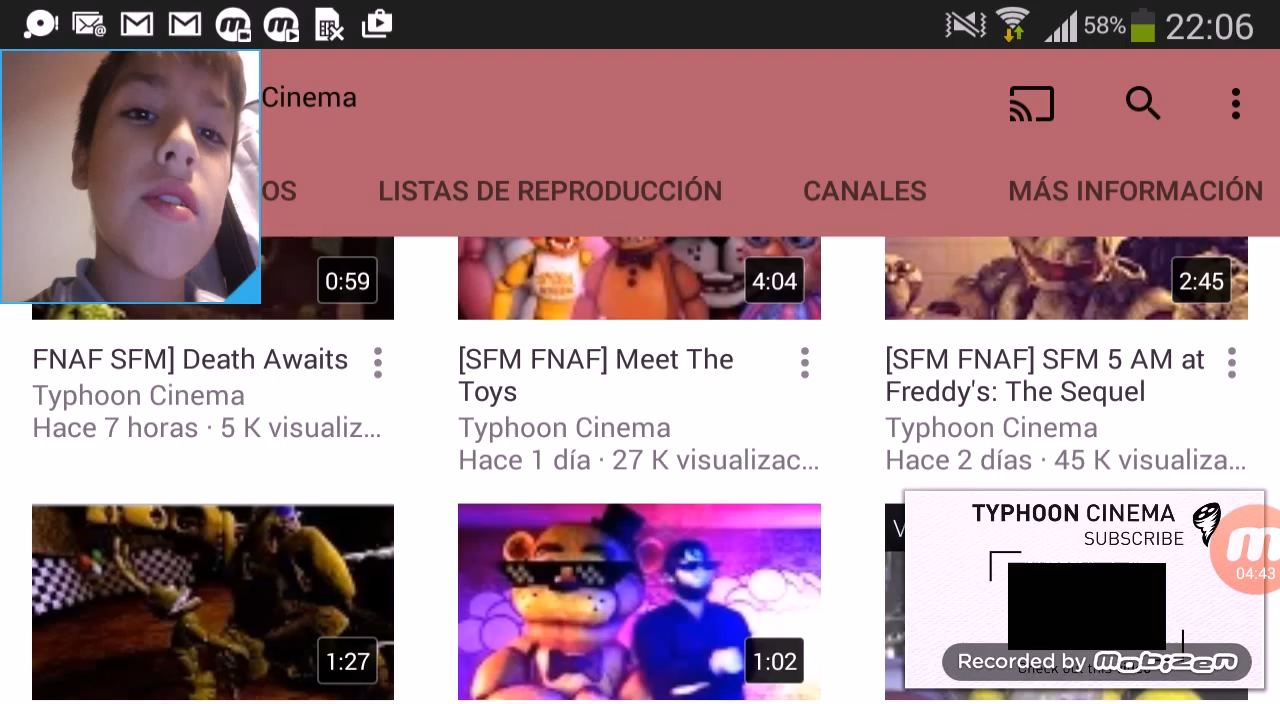 58% 22:06
Cinema
OS LISTAS DE REPRODUCCIÓN CANALES MÁS INFORMACIÓN
0:59
4:04
2:45
FNAF SFM] Death Awaits
Typhoon Cinema
Hace 7 horas · 5 K visualiz...
[SFM FNAF] Meet The
Toys
Typhoon Cinema
Hace 1 día · 27 K visualizac...
[SFM FNAF] SFM 5 AM at
Freddy's: The Sequel
Typhoon Cinema
Hace 2 días · 45 K visualiza...
1:27
1:02
TYPHOON CINEMA
SUBSCRIBE
04:43
Recorded by mobizen